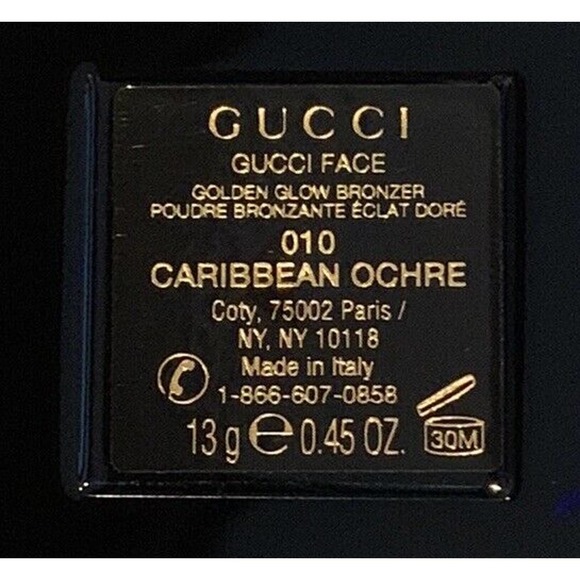 GUCCI
GUCCI FACE
GOLDEN GLOW BRONZER
POUDRE BRONZANTE ÉCLAT DORÉ
010
CARIBBEAN OCHRE
Coty, 75002 Paris /
NY, NY 10118
Made in Italy
1-866-607-0858
13 g ℮ 0.45 OZ.
30M